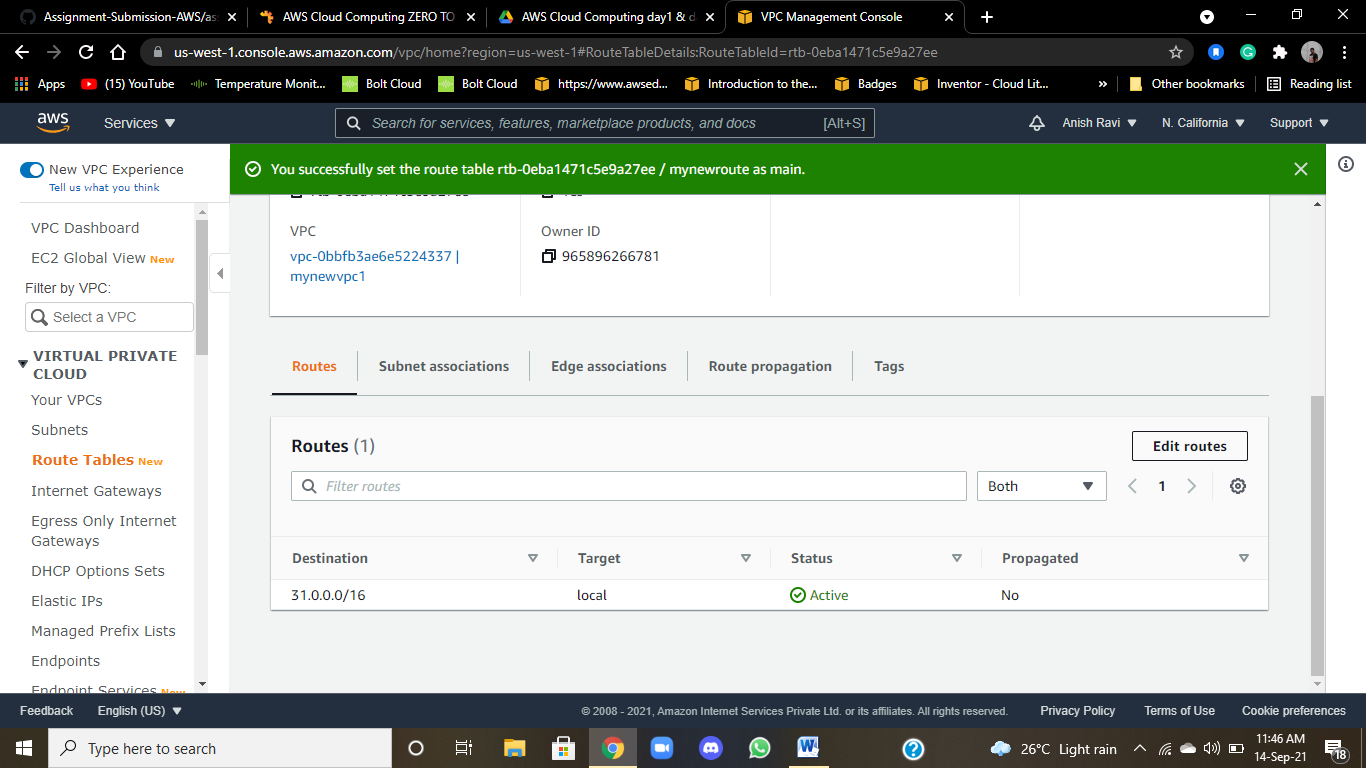 Assignment-Submission-AWS/as
AWS Cloud Computing ZERO TO
AWS Cloud Computing day1 & d
VPC Management Console
us-west-1.console.aws.amazon.com/vpc/home?region=us-west-1#RouteTableDetails:RouteTableId=rtb-0eba1471c5e9a27ee
Apps
(15) YouTube
Temperature Monit...
Bolt Cloud
Bolt Cloud
https://www.awsed...
Introduction to the...
Badges
Inventor - Cloud Lit...
»
Other bookmarks
Reading list
aws
Services
Search for services, features, marketplace products, and docs
[Alt+S]
Anish Ravi
N. California
Support
New VPC Experience
Tell us what you think
You successfully set the route table rtb-0eba1471c5e9a27ee / mynewroute as main.
VPC Dashboard
EC2 Global View New
Filter by VPC:
Select a VPC
VIRTUAL PRIVATE
CLOUD
Your VPCs
Subnets
Route Tables New
Internet Gateways
Egress Only Internet
Gateways
DHCP Options Sets
Elastic IPs
Managed Prefix Lists
Endpoints
Endpoint Services New
VPC
vpc-0bbfb3ae6e5224337 |
mynewvpc1
Owner ID
965896266781
Routes
Subnet associations
Edge associations
Route propagation
Tags
Routes (1)
Edit routes
Filter routes
Both
1
Destination
Target
Status
Propagated
31.0.0.0/16
local
Active
No
Feedback
English (US)
© 2008 - 2021, Amazon Internet Services Private Ltd. or its affiliates. All rights reserved.
Privacy Policy
Terms of Use
Cookie preferences
Type here to search
26°C Light rain
11:46 AM
14-Sep-21
18